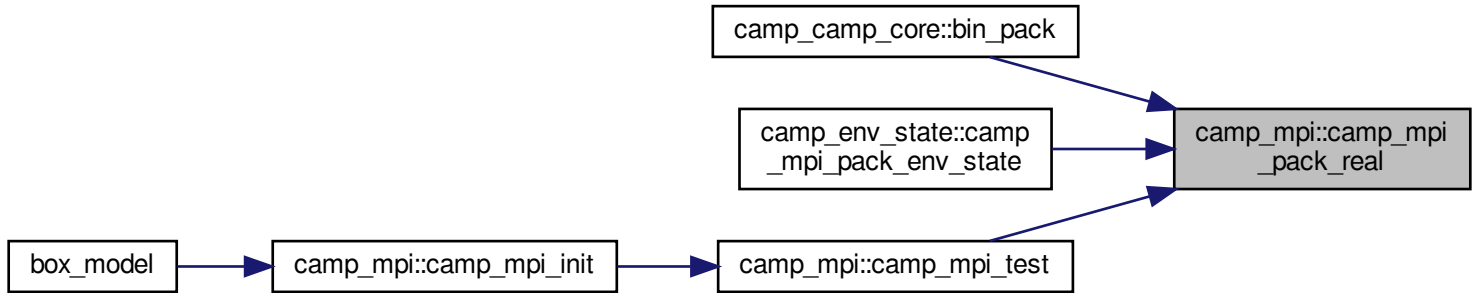 camp_camp_core::bin_pack
camp_env_state::camp
_mpi_pack_env_state
camp_mpi::camp_mpi
_pack_real
box_model
camp_mpi::camp_mpi_init
camp_mpi::camp_mpi_test